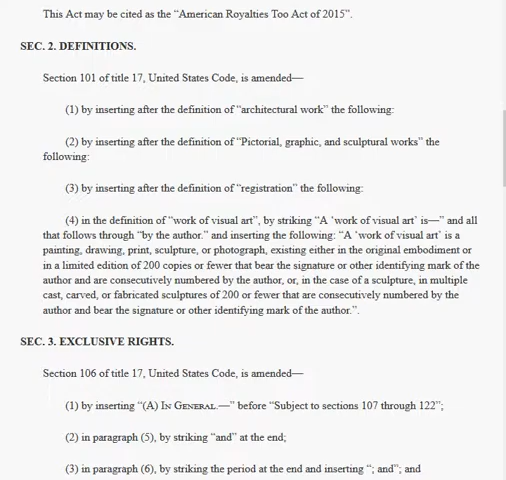 This Act may be cited as the “American Royalties Too Act of 2015”.
SEC. 2. DEFINITIONS.
Section 101 of title 17, United States Code, is amended—
(1) by inserting after the definition of “architectural work” the following:
(2) by inserting after the definition of “Pictorial, graphic, and sculptural works” the
following:
(3) by inserting after the definition of “registration” the following:
(4) in the definition of “work of visual art”, by striking “A ‘work of visual art’ is—” and all
that follows through “by the author.” and inserting the following: “A ‘work of visual art’ is a
painting, drawing, print, sculpture, or photograph, existing either in the original embodiment or
in a limited edition of 200 copies or fewer that bear the signature or other identifying mark of the
author and are consecutively numbered by the author, or, in the case of a sculpture, in multiple
cast, carved, or fabricated sculptures of 200 or fewer that are consecutively numbered by the
author and bear the signature or other identifying mark of the author.”.
SEC. 3. EXCLUSIVE RIGHTS.
Section 106 of title 17, United States Code, is amended—
(1) by inserting “(A) IN GENERAL.—” before “Subject to sections 107 through 122”;
(2) in paragraph (5), by striking “and” at the end;
(3) in paragraph (6), by striking the period at the end and inserting “; and”; and